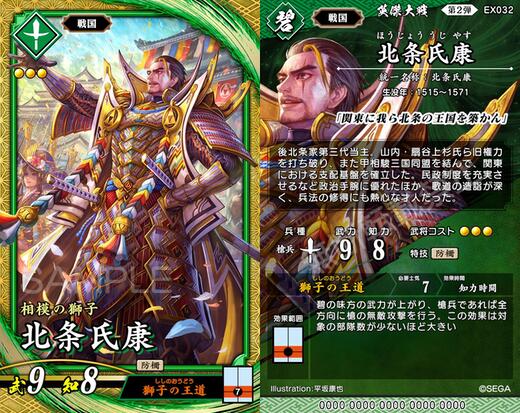 戦国
SAMPLE
相模の獅子
北条氏康
防柵
武9 知8
ししのおうどう
獅子の王道
7
碧
戦国
英傑大戦
第2弾
EX032
ほうじょう うじ やす
北条氏康
統一名称：北条氏康
生没年：1515～1571
「関東に我ら北条の王国を築かん」
後北条家第三代当主。山内・扇谷上杉氏ら旧権力
を打ち破り、また甲相駿三国同盟を結んで、関東
における支配基盤を確立した。民政制度を充実さ
せるなど政治手腕に優れたほか、歌道の造詣が深
く、兵法の修得にも熱心な才人だった。
兵種 武力 知力 武将コスト
槍兵 9 8 特技 防柵
ししのおうどう 必要士気 効果時間
獅子の王道 7 知力時間
効果範囲
碧の味方の武力が上がり、槍兵であれば全
方向に槍の無敵攻撃を行う。この効果は対
象の部隊数が少ないほど大きい
Illustration:平坂康也
©SEGA
0000-0000-0000-0000-0000